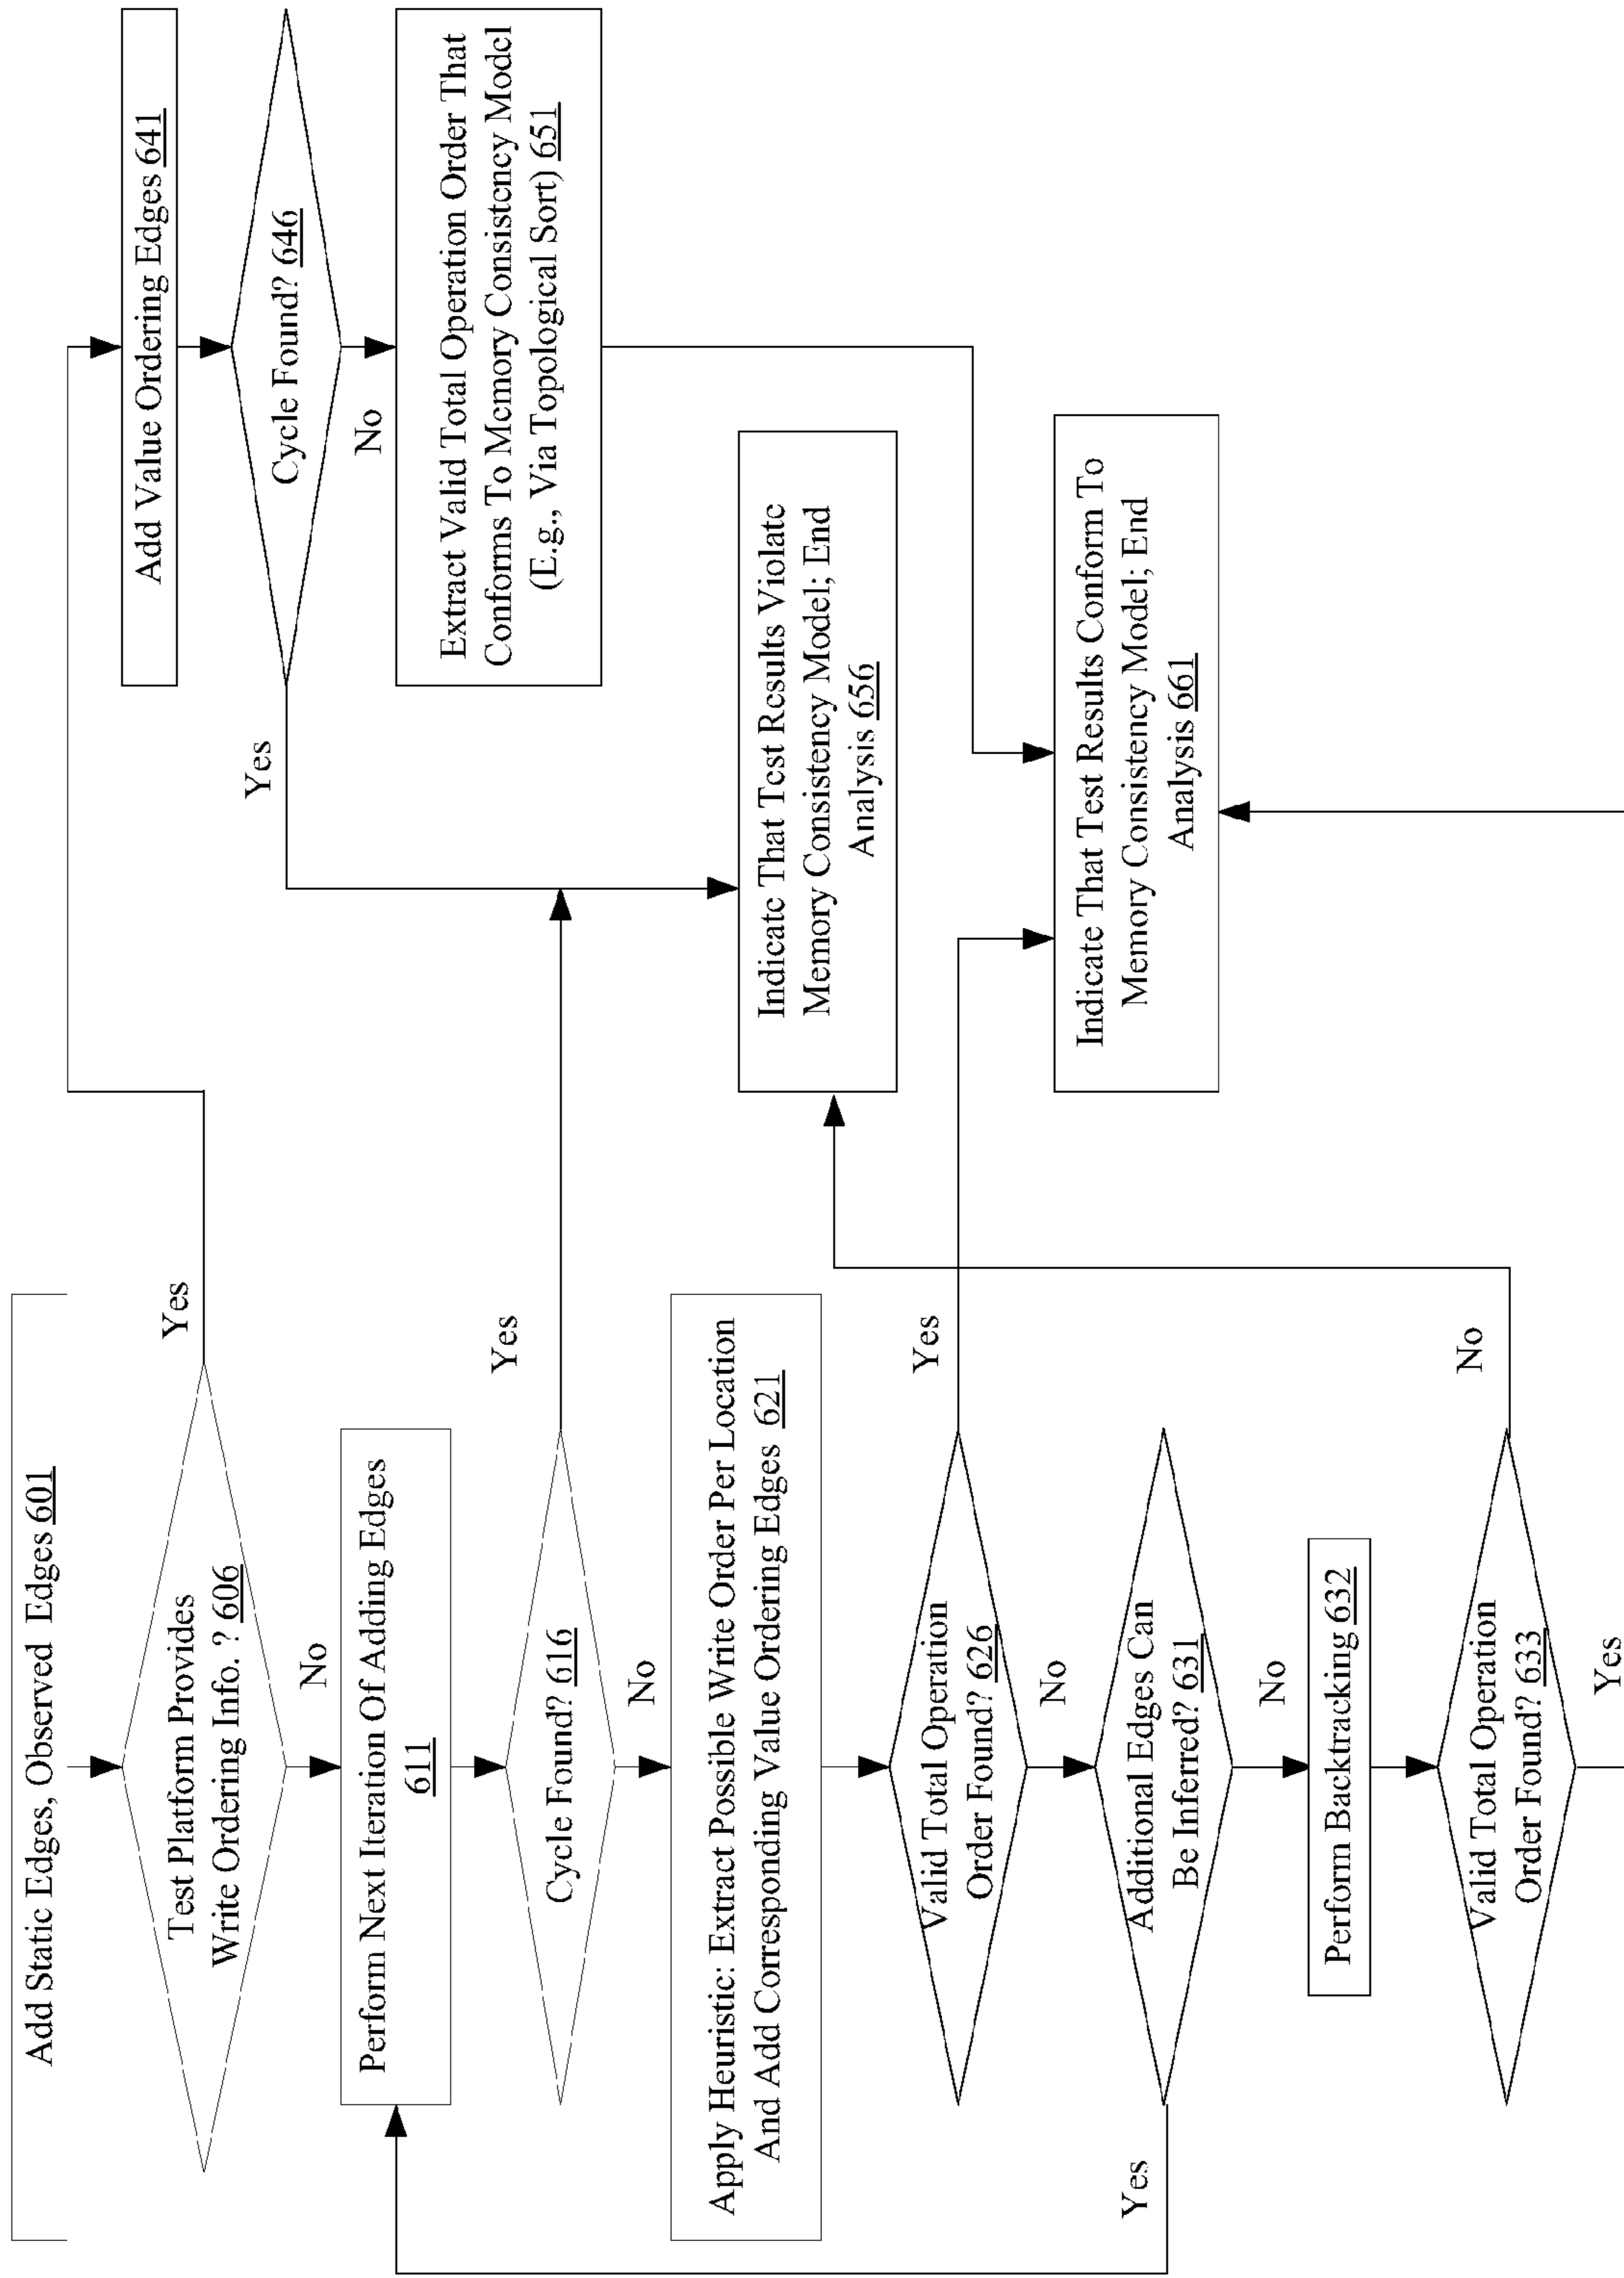 Add Static Edges, Observed Edges 601
Test Platform Provides
Write Ordering Info. ? 606
Yes
No
Perform Next Iteration Of Adding Edges
611
Cycle Found? 616
Yes
No
Apply Heuristic: Extract Possible Write Order Per Location
And Add Corresponding Value Ordering Edges 621
Valid Total Operation
Order Found? 626
Yes
No
Additional Edges Can
Be Inferred? 631
Yes
No
Perform Backtracking 632
Valid Total Operation
Order Found? 633
No
Yes
Add Value Ordering Edges 641
Cycle Found? 646
Yes
No
Extract Valid Total Operation Order That
Conforms To Memory Consistency Model
(E.g., Via Topological Sort) 651
Indicate That Test Results Violate
Memory Consistency Model; End
Analysis 656
Indicate That Test Results Conform To
Memory Consistency Model; End
Analysis 661